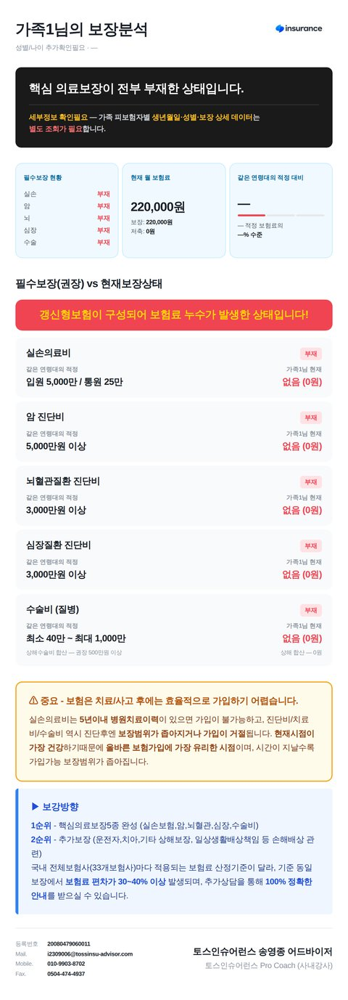 가족1님의 보장분석
insurance
성별/나이 추가확인필요 · —
핵심 의료보장이 전부 부재한 상태입니다.
세부정보 확인필요 — 가족 피보험자별 생년월일·성별·보장 상세 데이터는
별도 조회가 필요합니다.
필수보장 현황
실손 부재
암 부재
뇌 부재
심장 부재
수술 부재
현재 월 보험료
220,000원
보장: 220,000원
저축: 0원
같은 연령대의 적정 대비
—
— 적정 보험료의
—% 수준
필수보장(권장) vs 현재보장상태
갱신형보험이 구성되어 보험료 누수가 발생한 상태입니다!
실손의료비 부재
같은 연령대의 적정 가족1님 현재
입원 5,000만 / 통원 25만 없음 (0원)
암 진단비 부재
같은 연령대의 적정 가족1님 현재
5,000만원 이상 없음 (0원)
뇌혈관질환 진단비 부재
같은 연령대의 적정 가족1님 현재
3,000만원 이상 없음 (0원)
심장질환 진단비 부재
같은 연령대의 적정 가족1님 현재
3,000만원 이상 없음 (0원)
수술비 (질병) 부재
같은 연령대의 적정 가족1님 현재
최소 40만 ~ 최대 1,000만 없음 (0원)
상해수술비 합산 — 권장 500만원 이상 상해 합산 — 0원
⚠ 중요 - 보험은 치료/사고 후에는 효율적으로 가입하기 어렵습니다.
실손의료비는 5년이내 병원치료이력이 있으면 가입이 불가능하고, 진단비/치료
비/수술비 역시 진단후엔 보장범위가 좁아지거나 가입이 거절됩니다. 현재시점이
가장 건강하기때문에 올바른 보험가입에 가장 유리한 시점이며, 시간이 지날수록
가입가능 보장범위가 좁아집니다.
▶ 보강방향
1순위 - 핵심의료보장5종 완성 (실손보험,암,뇌혈관,심장,수술비)
2순위 - 추가보장 (운전자,치아,기타 상해보장, 일상생활배상책임 등 손해배상 관
련)
국내 전체보험사(33개보험사)마다 적용되는 보험료 산정기준이 달라, 기준 동일
보장에서 보험료 편차가 30~40% 이상 발생되며, 추가상담을 통해 100% 정확한
안내를 받으실 수 있습니다.
등록번호 20080479060011
Mail. i2309006@tossinsu-advisor.com
Mobile. 010-9903-8702
Fax. 0504-474-4937
토스인슈어런스 송영종 어드바이저
토스인슈어런스 Pro Coach (사내강사)